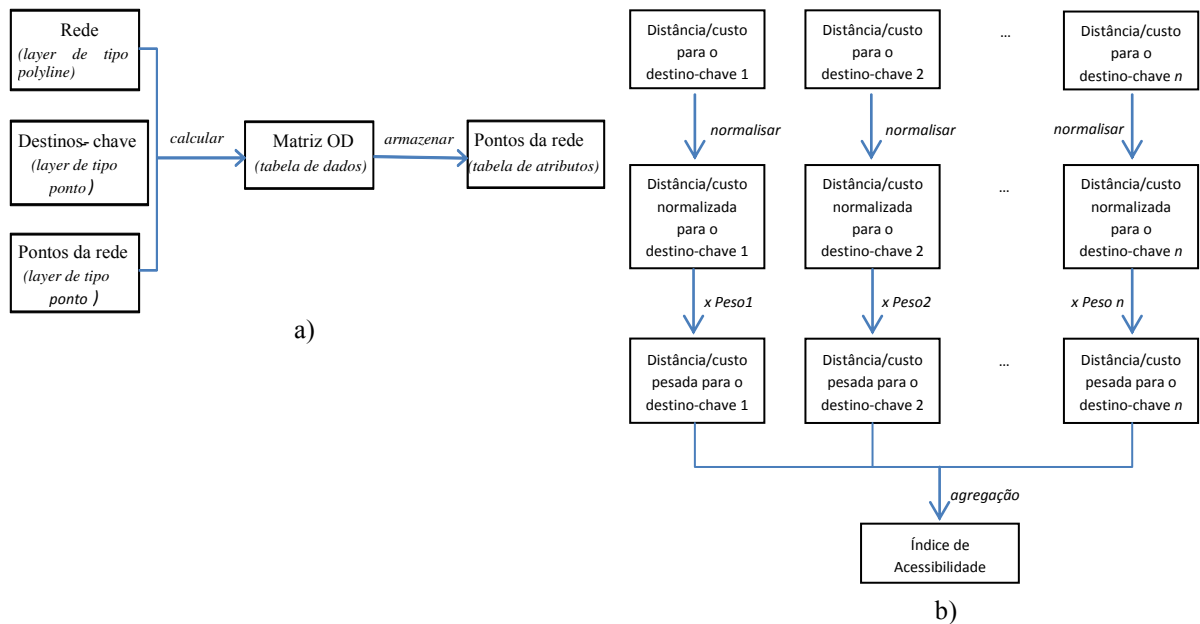 Rede
(layer de tipo
polyline)
Destinos- chave
(layer de tipo
ponto)
Pontos da rede
(layer de tipo
ponto )
calcular
Matriz OD
(tabela de dados)
armazenar
Pontos da rede
(tabela de atributos)
a)
Distância/custo
para o
destino-chave 1
Distância/custo
para o
destino-chave 2
...
Distância/custo
para o
destino-chave n
normalisar
normalisar
normalisar
Distância/custo
normalizada
para o
destino-chave 1
Distância/custo
normalizada
para o
destino-chave 2
...
Distância/custo
normalizada
para o
destino-chave n
x Peso1
x Peso2
x Peso n
Distância/custo
pesada para o
destino-chave 1
Distância/custo
pesada para o
destino-chave 2
...
Distância/custo
pesada para o
destino-chave n
agregação
Índice de
Acessibilidade
b)